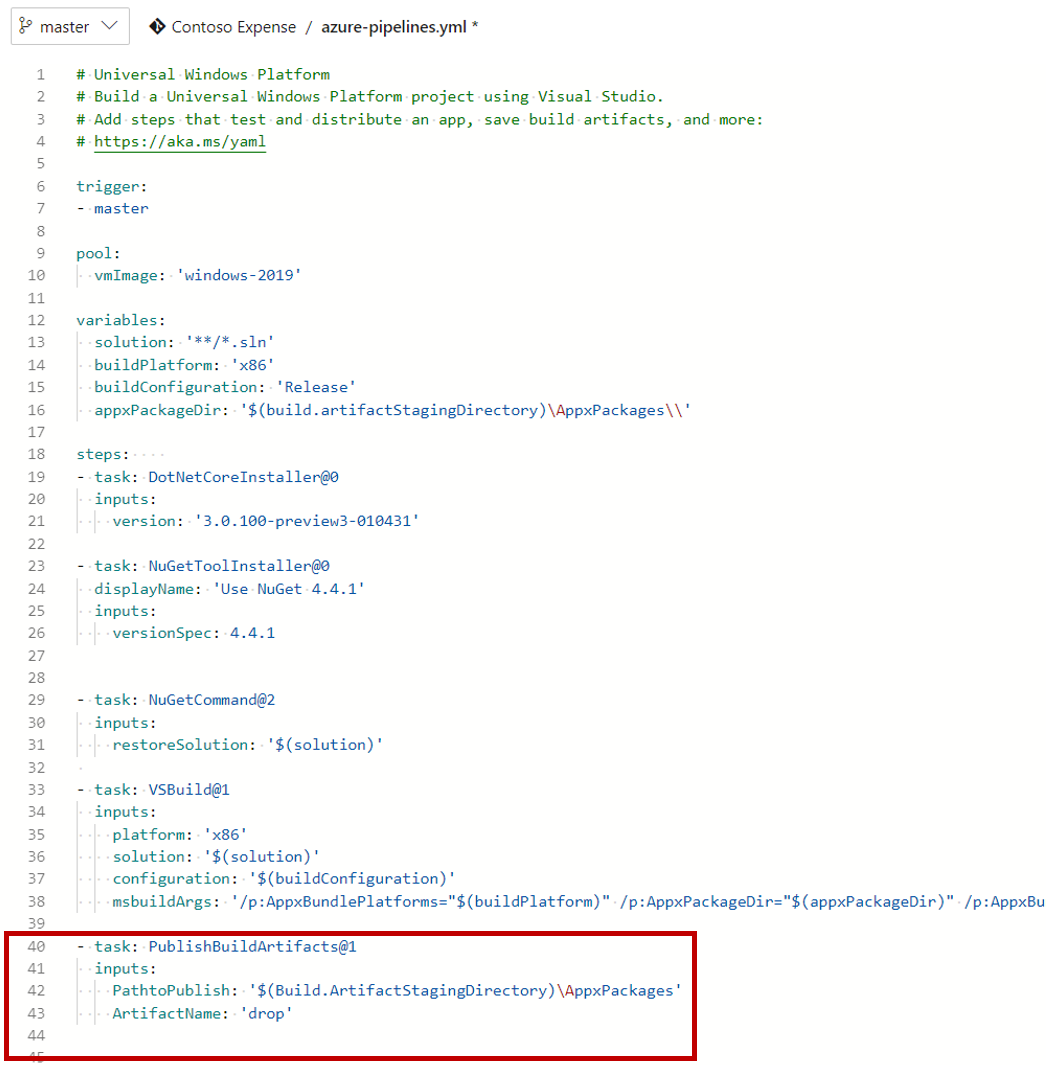 master Contoso Expense / azure-pipelines.yml *
1 # Universal Windows Platform
2 # Build a Universal Windows Platform project using Visual Studio.
3 # Add steps that test and distribute an app, save build artifacts, and more:
4 # https://aka.ms/yaml
5
6 trigger:
7 - master
8
9 pool:
10   vmImage: 'windows-2019'
11
12 variables:
13   solution: '**/*.sln'
14   buildPlatform: 'x86'
15   buildConfiguration: 'Release'
16   appxPackageDir: '$(build.artifactStagingDirectory)\AppxPackages\\'
17
18 steps:
19 - task: DotNetCoreInstaller@0
20   inputs:
21     version: '3.0.100-preview3-010431'
22
23 - task: NuGetToolInstaller@0
24   displayName: 'Use NuGet 4.4.1'
25   inputs:
26     versionSpec: 4.4.1
27
28
29 - task: NuGetCommand@2
30   inputs:
31     restoreSolution: '$(solution)'
32
33 - task: VSBuild@1
34   inputs:
35     platform: 'x86'
36     solution: '$(solution)'
37     configuration: '$(buildConfiguration)'
38     msbuildArgs: '/p:AppxBundlePlatforms="$(buildPlatform)" /p:AppxPackageDir="$(appxPackageDir)" /p:AppxBu
39
40 - task: PublishBuildArtifacts@1
41   inputs:
42     PathtoPublish: '$(Build.ArtifactStagingDirectory)\AppxPackages'
43     ArtifactName: 'drop'
44
45